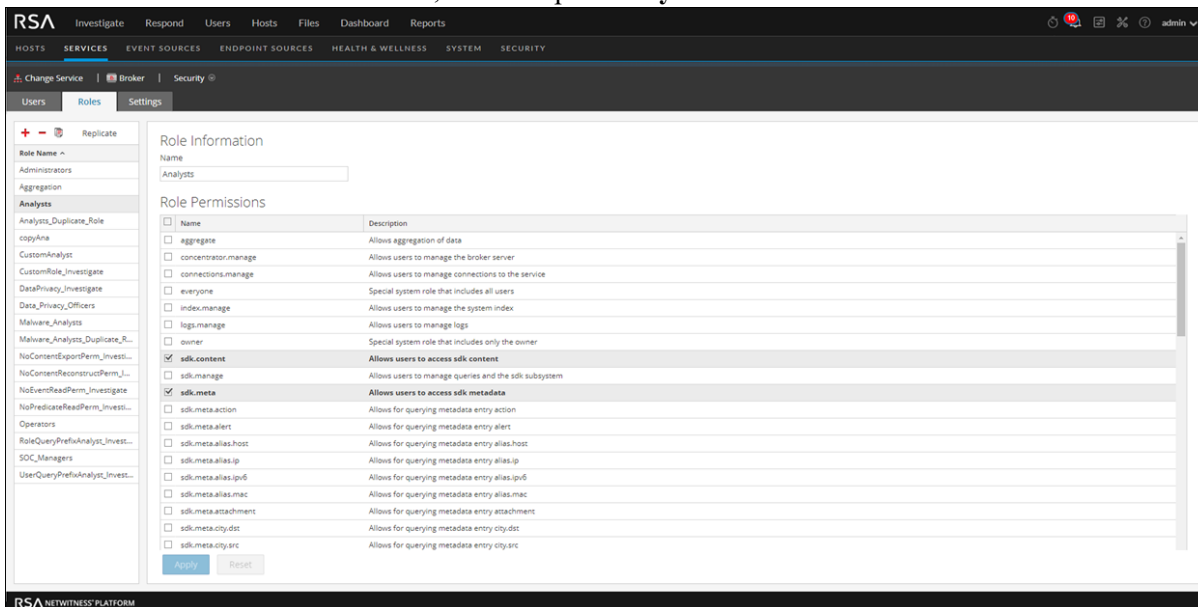 RSA Investigate Respond Users Hosts Files Dashboard Reports 10 admin
HOSTS SERVICES EVENT SOURCES ENDPOINT SOURCES HEALTH & WELLNESS SYSTEM SECURITY
Change Service | Broker | Security
Users Roles Settings
Replicate
Role Name
Administrators
Aggregation
Analysts
Analysts_Duplicate_Role
copyAna
CustomAnalyst
CustomRole_Investigate
DataPrivacy_Investigate
Data_Privacy_Officers
Malware_Analysts
Malware_Analysts_Duplicate_R...
NoContentExportPerm_Investi...
NoContentReconstructPerm_I...
NoEventReadPerm_Investigate
NoPredicateReadPerm_Investi...
Operators
RoleQueryPrefixAnalyst_Invest...
SOC_Managers
UserQueryPrefixAnalyst_Invest...
Role Information
Name
Analysts
Role Permissions
Name Description
aggregate Allows aggregation of data
concentrator.manage Allows users to manage the broker server
connections.manage Allows users to manage connections to the service
everyone Special system role that includes all users
index.manage Allows users to manage the system index
logs.manage Allows users to manage logs
owner Special system role that includes only the owner
sdk.content Allows users to access sdk content
sdk.manage Allows users to manage queries and the sdk subsystem
sdk.meta Allows users to access sdk metadata
sdk.meta.action Allows for querying metadata entry action
sdk.meta.alert Allows for querying metadata entry alert
sdk.meta.alias.host Allows for querying metadata entry alias.host
sdk.meta.alias.ip Allows for querying metadata entry alias.ip
sdk.meta.alias.ipv6 Allows for querying metadata entry alias.ipv6
sdk.meta.alias.mac Allows for querying metadata entry alias.mac
sdk.meta.attachment Allows for querying metadata entry attachment
sdk.meta.city.dst Allows for querying metadata entry city.dst
sdk.meta.city.src Allows for querying metadata entry city.src
Apply Reset
RSA NETWITNESS® PLATFORM